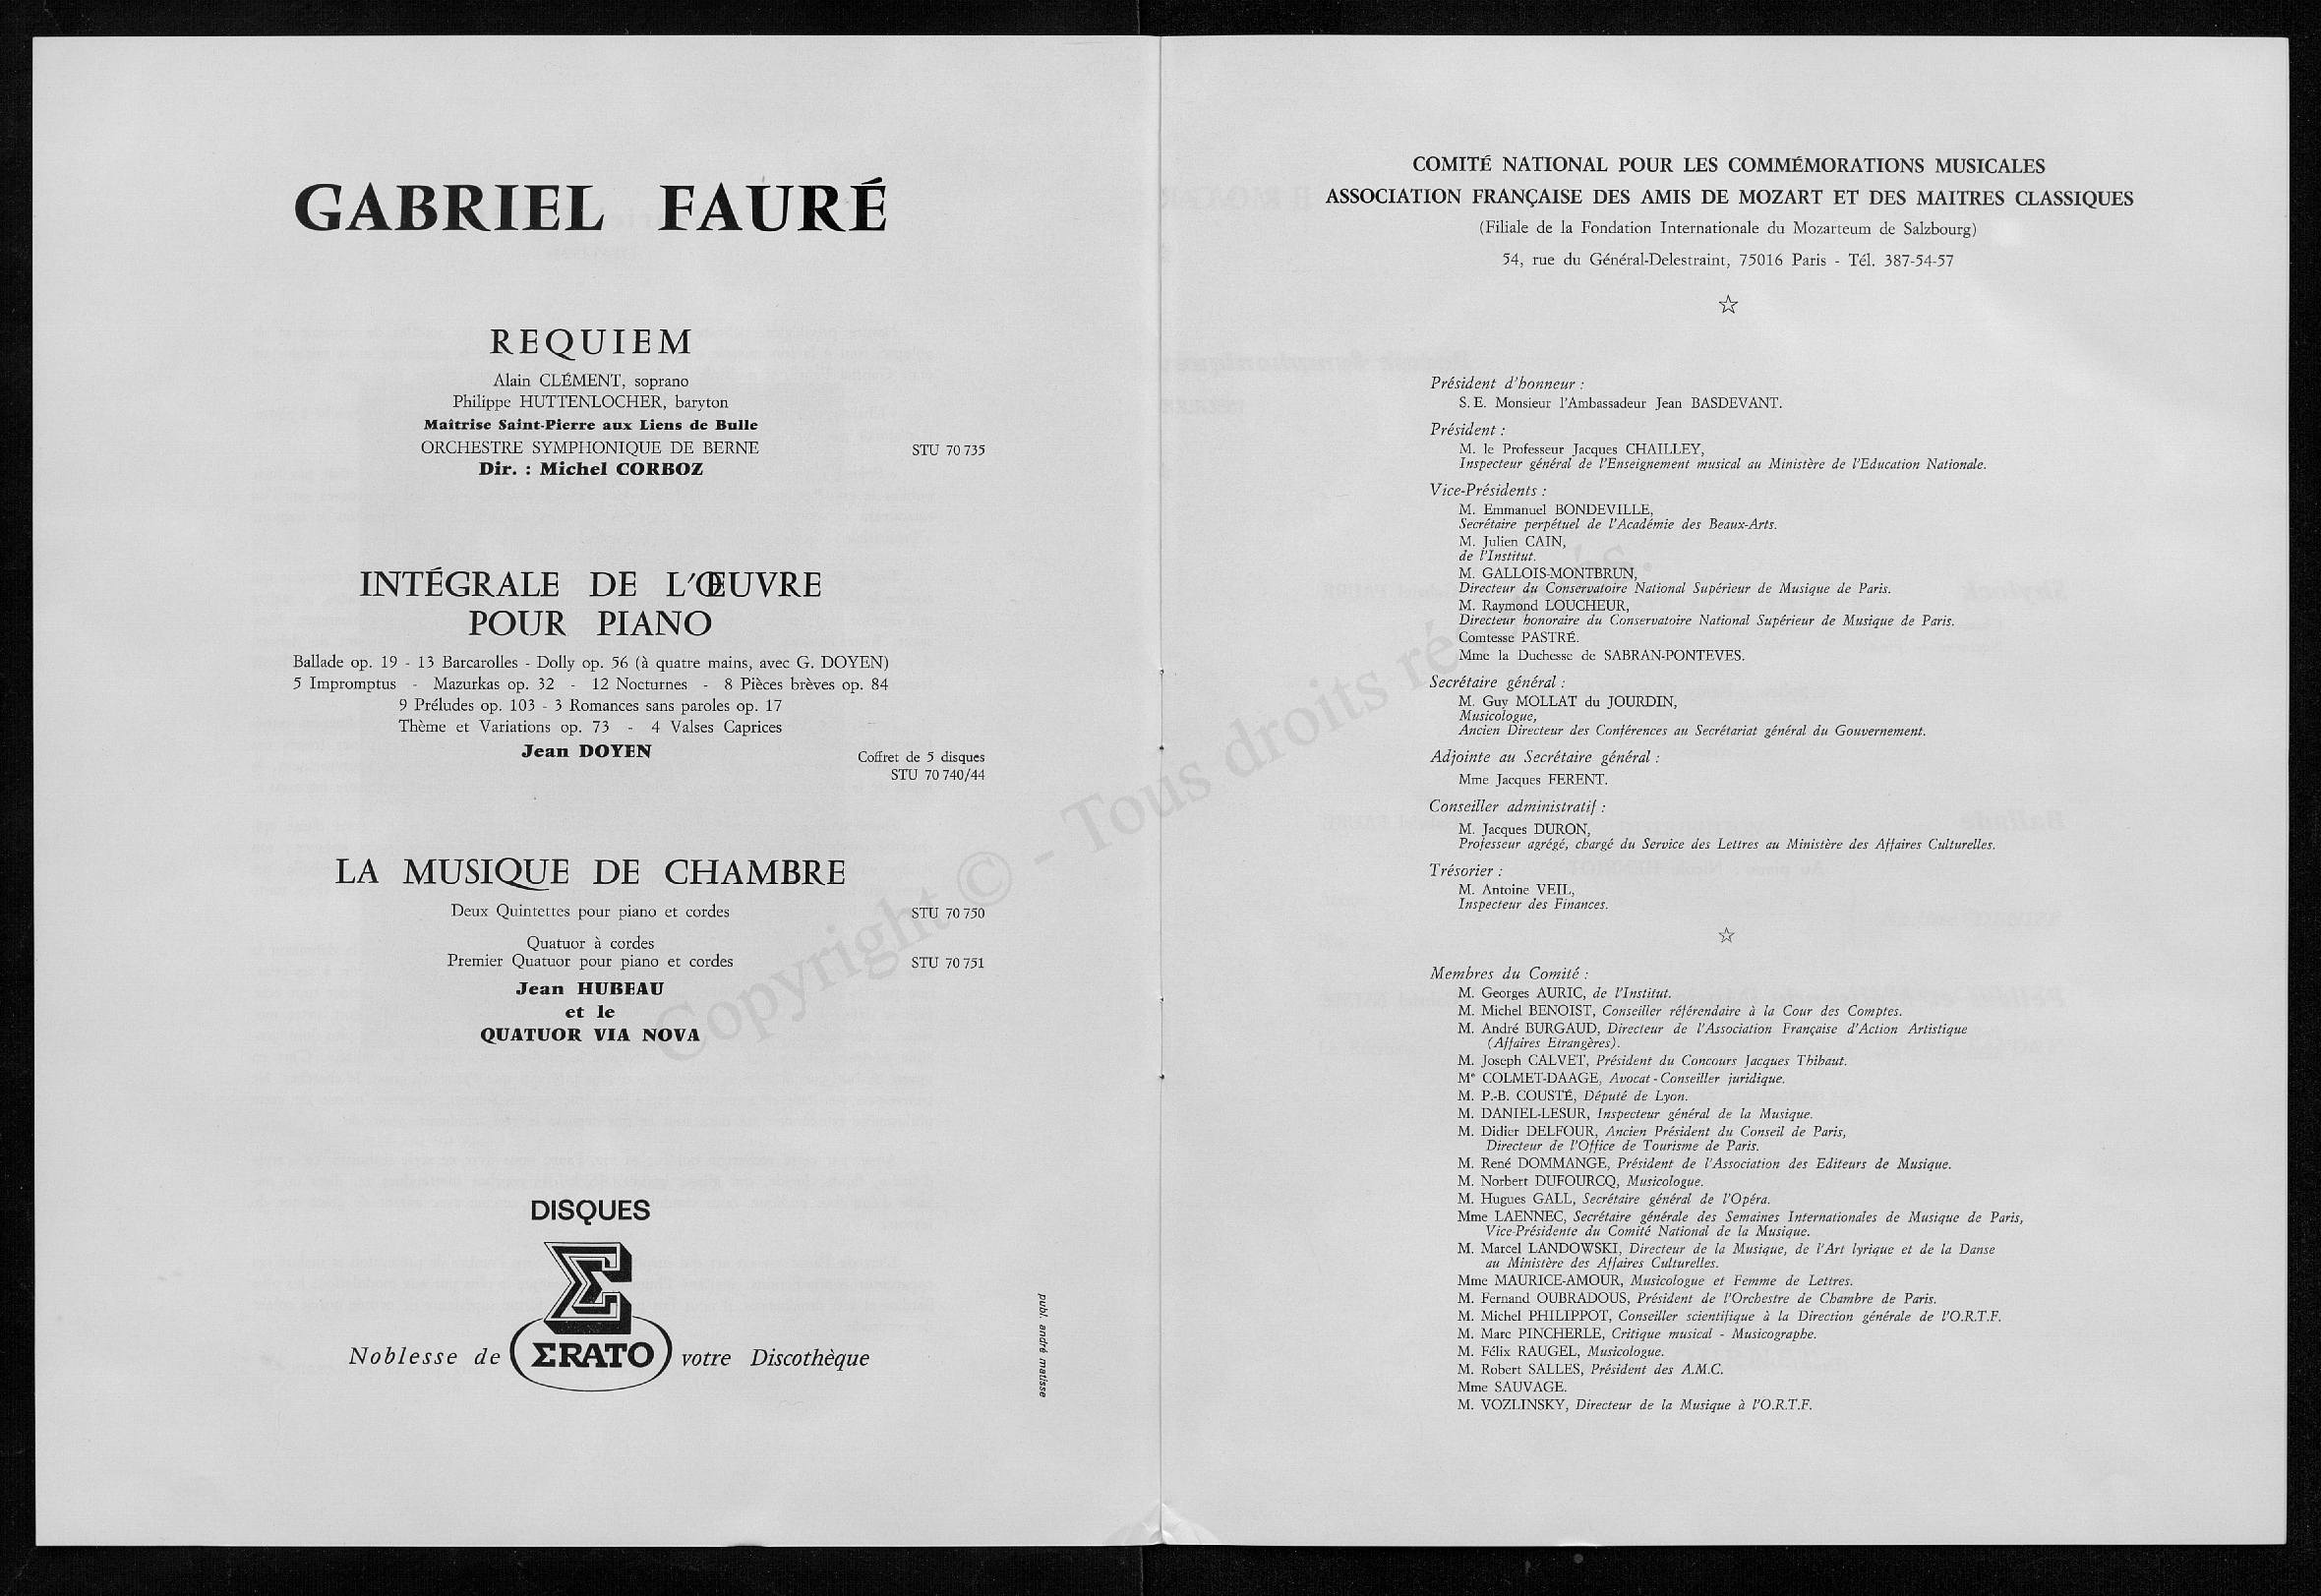 GABRIEL FAURÉ
REQUIEM
Alain CLÉMENT, soprano
Philippe HUTTENLOCHER, baryton
Maîtrise Saint-Pierre aux Liens de Bulle
ORCHESTRE SYMPHONIQUE DE BERNE STU 70 735
Dir. : Michel CORBOZ
INTÉGRALE DE L'ŒUVRE
POUR PIANO
Ballade op. 19 - 13 Barcarolles - Dolly op. 56 (à quatre mains, avec G. DOYEN)
5 Impromptus - Mazurkas op. 32 - 12 Nocturnes - 8 Pièces brèves op. 84
9 Préludes op. 103 - 3 Romances sans paroles op. 17
Thème et Variations op. 73 - 4 Valses Caprices
Jean DOYEN
Coffret de 5 disques
STU 70 740/44
LA MUSIQUE DE CHAMBRE
Deux Quintettes pour piano et cordes STU 70 750
Quatuor à cordes
Premier Quatuor pour piano et cordes STU 70 751
Jean HUBEAU
et le
QUATUOR VIA NOVA
DISQUES
Noblesse de ΣRATO votre Discothèque
publ. andré matisse
COMITÉ NATIONAL POUR LES COMMÉMORATIONS MUSICALES
ASSOCIATION FRANÇAISE DES AMIS DE MOZART ET DES MAITRES CLASSIQUES
(Filiale de la Fondation Internationale du Mozarteum de Salzbourg)
54, rue du Général-Delestraint, 75016 Paris - Tél. 387-54-57
☆
Président d'honneur :
S. E. Monsieur l'Ambassadeur Jean BASDEVANT.
Président :
M. le Professeur Jacques CHAILLEY,
Inspecteur général de l'Enseignement musical au Ministère de l'Education Nationale.
Vice-Présidents :
M. Emmanuel BONDEVILLE,
Secrétaire perpétuel de l'Académie des Beaux-Arts.
M. Julien CAIN,
de l'Institut.
M. GALLOIS-MONTBRUN,
Directeur du Conservatoire National Supérieur de Musique de Paris.
M. Raymond LOUCHEUR,
Directeur honoraire du Conservatoire National Supérieur de Musique de Paris.
Comtesse PASTRÉ.
Mme la Duchesse de SABRAN-PONTEVES.
Secrétaire général :
M. Guy MOLLAT du JOURDIN,
Musicologue,
Ancien Directeur des Conférences au Secrétariat général du Gouvernement.
Adjointe au Secrétaire général :
Mme Jacques FERENT.
Conseiller administratif :
M. Jacques DURON,
Professeur agrégé, chargé du Service des Lettres au Ministère des Affaires Culturelles.
Trésorier :
M. Antoine VEIL,
Inspecteur des Finances.
☆
Membres du Comité :
M. Georges AURIC, de l'Institut.
M. Michel BENOIST, Conseiller référendaire à la Cour des Comptes.
M. André BURGAUD, Directeur de l'Association Française d'Action Artistique
(Affaires Etrangères).
M. Joseph CALVET, Président du Concours Jacques Thibaut.
Me COLMET-DAAGE, Avocat - Conseiller juridique.
M. P.-B. COUSTÉ, Député de Lyon.
M. DANIEL-LESUR, Inspecteur général de la Musique.
M. Didier DELFOUR, Ancien Président du Conseil de Paris,
Directeur de l'Office de Tourisme de Paris.
M. René DOMMANGE, Président de l'Association des Editeurs de Musique.
M. Norbert DUFOURCQ, Musicologue.
M. Hugues GALL, Secrétaire général de l'Opéra.
Mme LAENNEC, Secrétaire générale des Semaines Internationales de Musique de Paris,
Vice-Présidente du Comité National de la Musique.
M. Marcel LANDOWSKI, Directeur de la Musique, de l'Art lyrique et de la Danse
au Ministère des Affaires Culturelles.
Mme MAURICE-AMOUR, Musicologue et Femme de Lettres.
M. Fernand OUBRADOUS, Président de l'Orchestre de Chambre de Paris.
M. Michel PHILIPPOT, Conseiller scientifique à la Direction générale de l'O.R.T.F.
M. Marc PINCHERLE, Critique musical - Musicographe.
M. Félix RAUGEL, Musicologue.
M. Robert SALLES, Président des A.M.C.
Mme SAUVAGE.
M. VOZLINSKY, Directeur de la Musique à l'O.R.T.F.
Copyright © - Tous droits réservés.